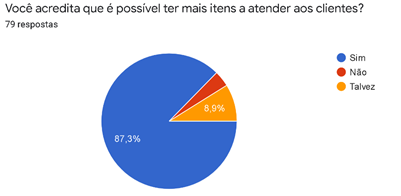 Você acredita que é possível ter mais itens a atender aos clientes?
79 respostas
Sim
Não
Talvez
8,9%
87,3%